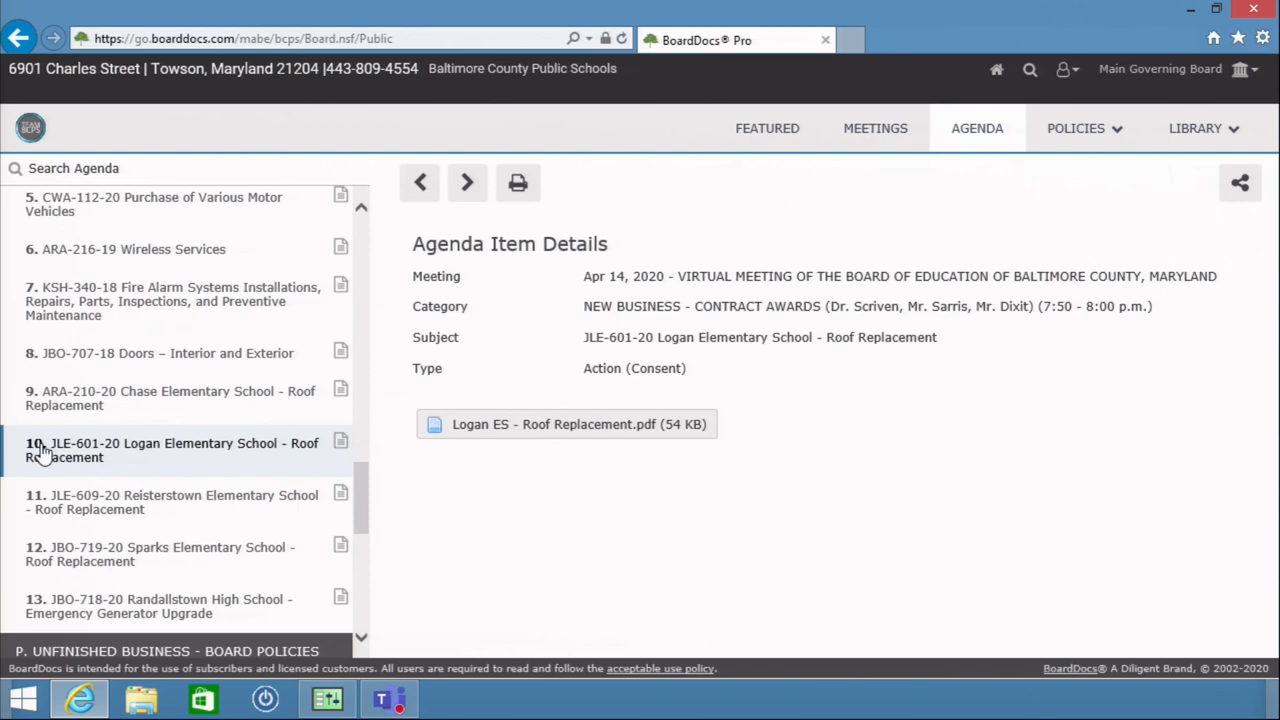 https://go.boarddocs.com/mabe/bcps/Board.nsf/Public
BoardDocs® Pro
6901 Charles Street | Towson, Maryland 21204 |443-809-4554 Baltimore County Public Schools
Main Governing Board
TEAM
BCPS
FEATURED
MEETINGS
AGENDA
POLICIES
LIBRARY
Search Agenda
5. CWA-112-20 Purchase of Various Motor
Vehicles
6. ARA-216-19 Wireless Services
7. KSH-340-18 Fire Alarm Systems Installations,
Repairs, Parts, Inspections, and Preventive
Maintenance
8. JBO-707-18 Doors – Interior and Exterior
9. ARA-210-20 Chase Elementary School - Roof
Replacement
10. JLE-601-20 Logan Elementary School - Roof
Replacement
11. JLE-609-20 Reisterstown Elementary School
- Roof Replacement
12. JBO-719-20 Sparks Elementary School -
Roof Replacement
13. JBO-718-20 Randallstown High School -
Emergency Generator Upgrade
P. UNFINISHED BUSINESS - BOARD POLICIES
Agenda Item Details
Meeting Apr 14, 2020 - VIRTUAL MEETING OF THE BOARD OF EDUCATION OF BALTIMORE COUNTY, MARYLAND
Category NEW BUSINESS - CONTRACT AWARDS (Dr. Scriven, Mr. Sarris, Mr. Dixit) (7:50 - 8:00 p.m.)
Subject JLE-601-20 Logan Elementary School - Roof Replacement
Type Action (Consent)
Logan ES - Roof Replacement.pdf (54 KB)
BoardDocs is intended for the use of subscribers and licensed customers. All users are required to read and follow the acceptable use policy.
BoardDocs® A Diligent Brand, © 2002-2020